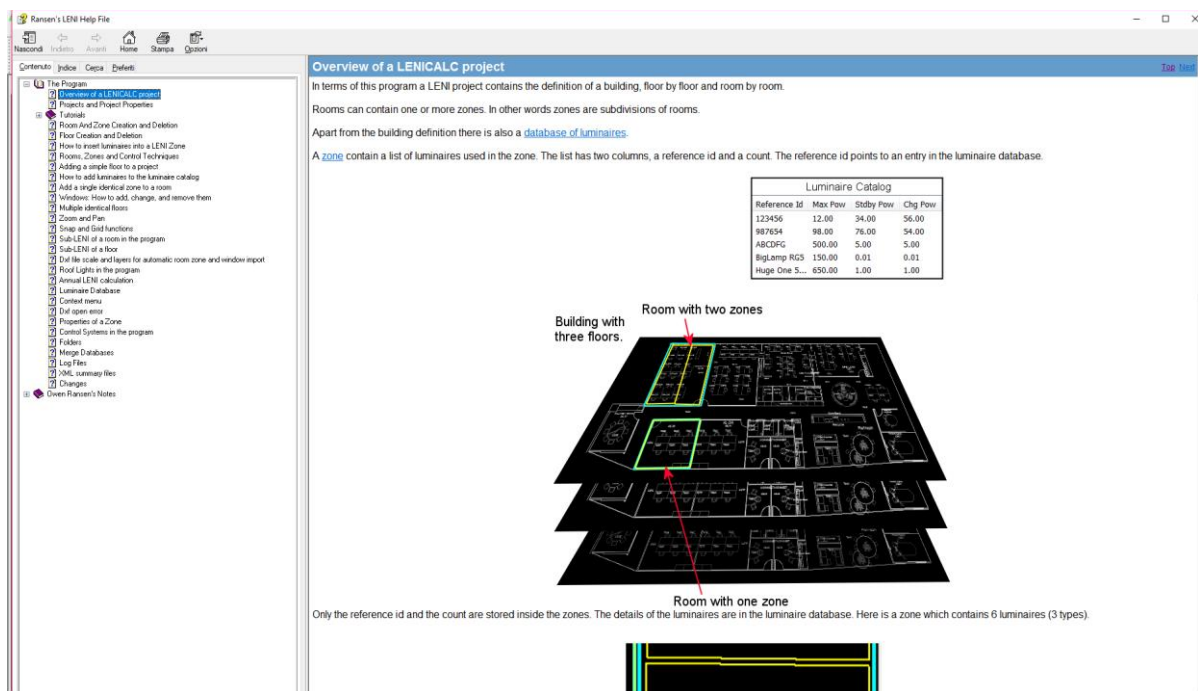 Ransen's LENI Help File
Nascondi Indietro Avanti Home Stampa Opzioni
Contenuto Indice Cerca Preferiti
The Program
Overview of a LENICALC project
Projects and Project Properties
Tutorials
Room And Zone Creation and Deletion
Floor Creation and Deletion
How to insert luminaires into a LENI Zone
Rooms, Zones and Control Techniques
Adding a simple floor to a project
How to add luminaires to the luminaire catalog
Add a single identical zone to a room
Windows: How to add, change, and remove them
Multiple identical floors
Zoom and Pan
Snap and Grid functions
Sub-LENI of a room in the program
Sub-LENI of a floor
Dxf file scale and layers for automatic room zone and window import
Roof Lights in the program
Annual LENI calculation
Luminaire Database
Context menu
Dxf open error
Properties of a Zone
Control Systems in the program
Folders
Merge Databases
Log Files
XML summary files
Changes
Owen Ransen's Notes
Overview of a LENICALC project
Top Next
In terms of this program a LENI project contains the definition of a building, floor by floor and room by room.
Rooms can contain one or more zones. In other words zones are subdivisions of rooms.
Apart from the building definition there is also a database of luminaires.
A zone contain a list of luminaires used in the zone. The list has two columns, a reference id and a count. The reference id points to an entry in the luminaire database.
Luminaire Catalog
Reference Id Max Pow Stdby Pow Chg Pow
123456 12.00 34.00 56.00
987654 98.00 76.00 54.00
ABCDFG 500.00 5.00 5.00
BigLamp RG5 150.00 0.01 0.01
Huge One 5... 650.00 1.00 1.00
Room with two zones
Building with
three floors.
Room with one zone
Only the reference id and the count are stored inside the zones. The details of the luminaires are in the luminaire database. Here is a zone which contains 6 luminaires (3 types).